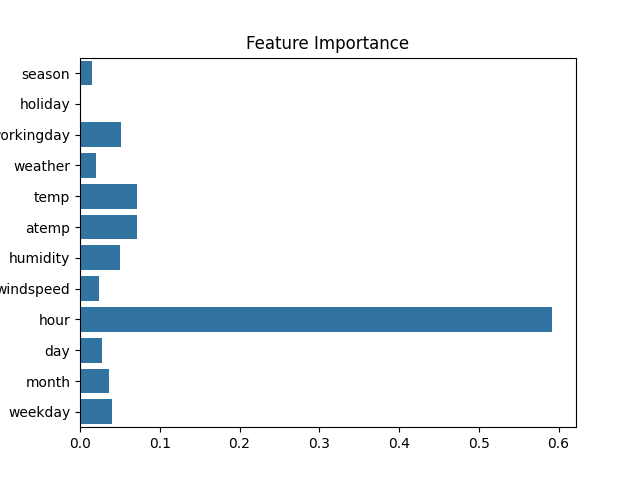 Feature Importance
season
holiday
orkingday
weather
temp
atemp
humidity
windspeed
hour
day
month
weekday
0.0 0.1 0.2 0.3 0.4 0.5 0.6